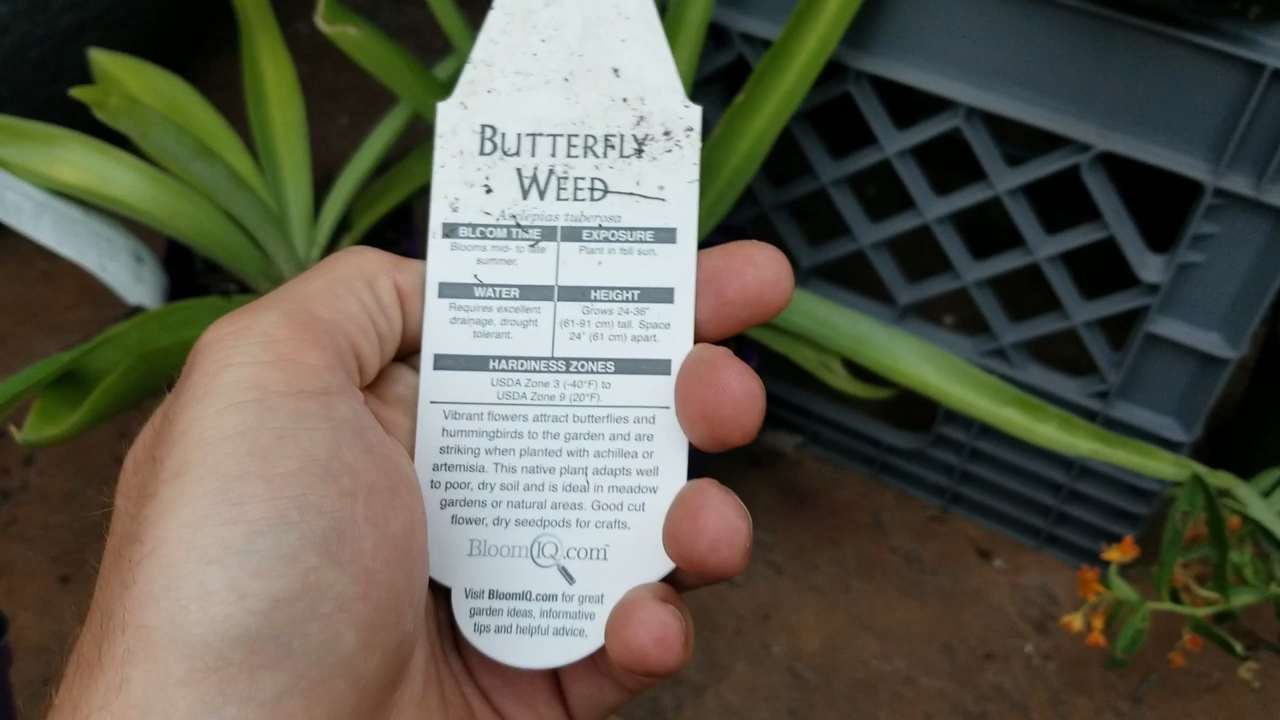 BUTTERFLY
WEED
Asclepias tuberosa
BLOOM TIME
Blooms mid- to late
summer.
EXPOSURE
Plant in full sun.
WATER
Requires excellent
drainage, drought
tolerant.
HEIGHT
Grows 24-36"
(61-91 cm) tall. Space
24" (61 cm) apart.
HARDINESS ZONES
USDA Zone 3 (-40°F) to
USDA Zone 9 (20°F).
Vibrant flowers attract butterflies and
hummingbirds to the garden and are
striking when planted with achillea or
artemisia. This native plant adapts well
to poor, dry soil and is ideal in meadow
gardens or natural areas. Good cut
flower, dry seedpods for crafts.
BloomIQ.com™
Visit BloomIQ.com for great
garden ideas, informative
tips and helpful advice.